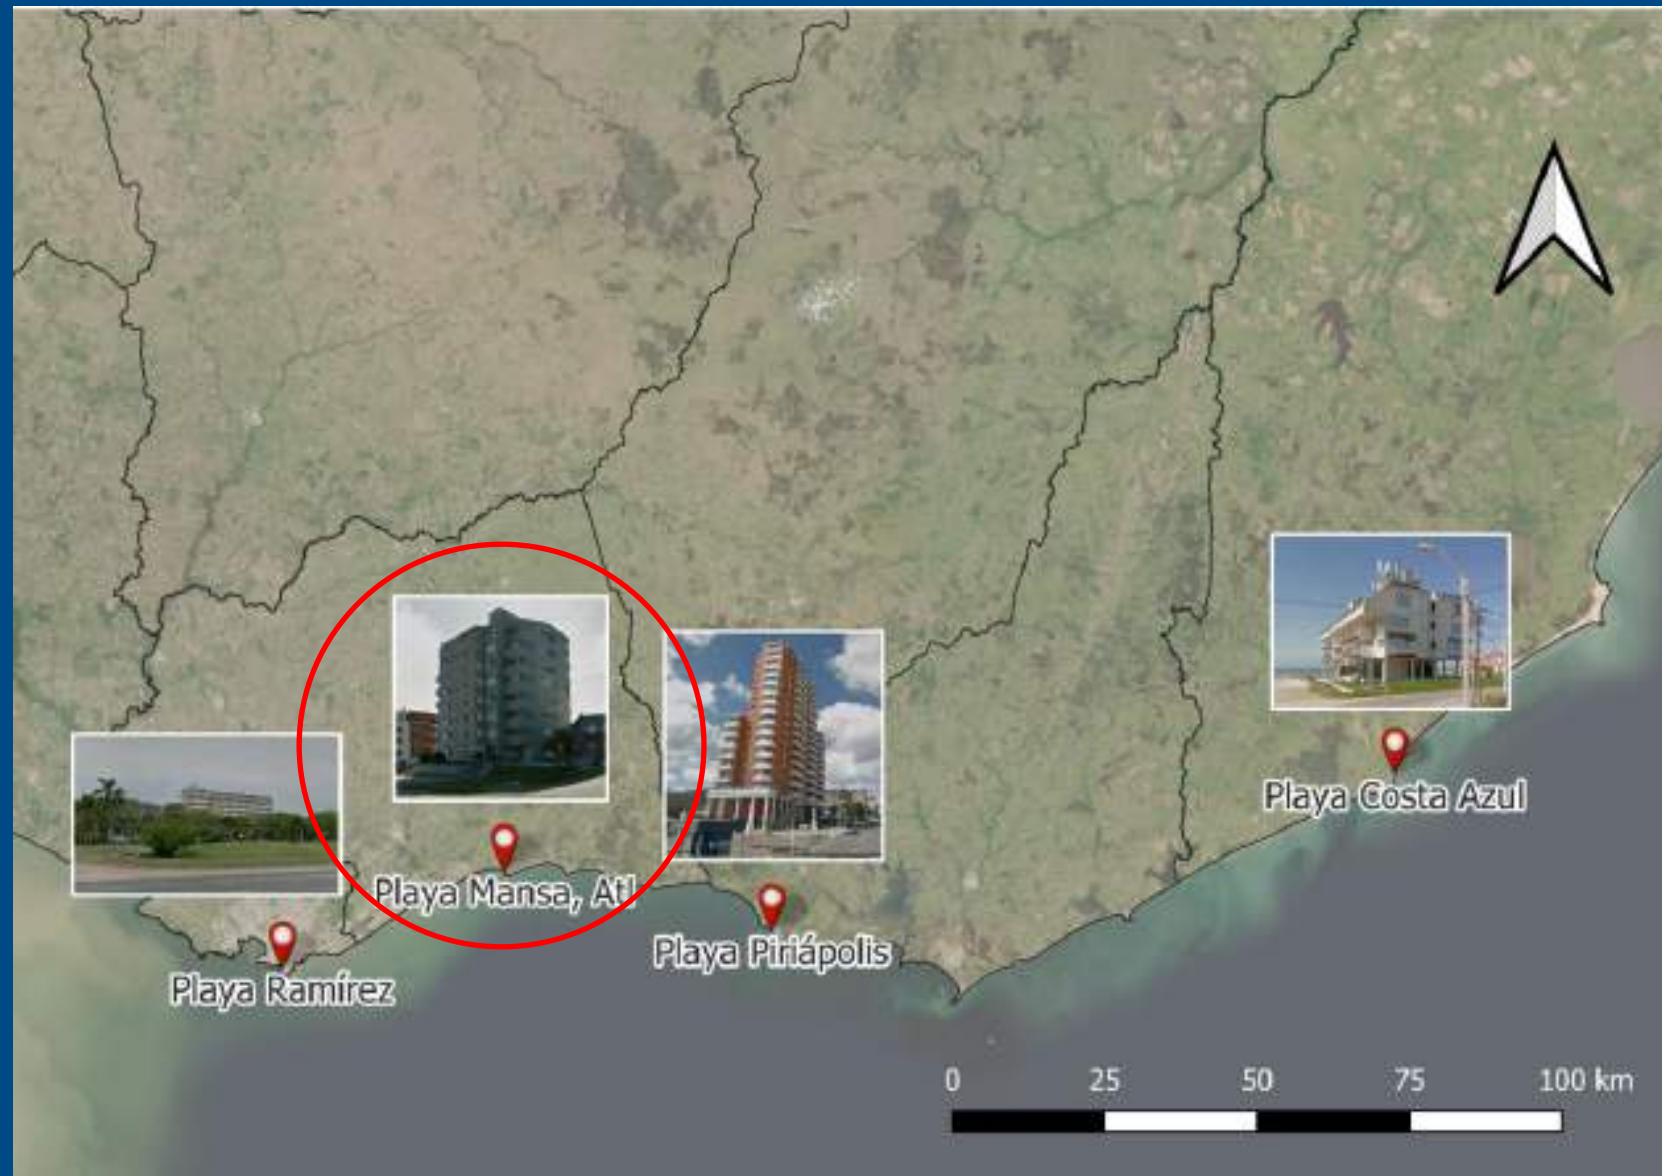 Playa Costa Azul
Playa Mansa, Atl
Playa Piriápolis
Playa Ramírez
0 25 50 75 100 km